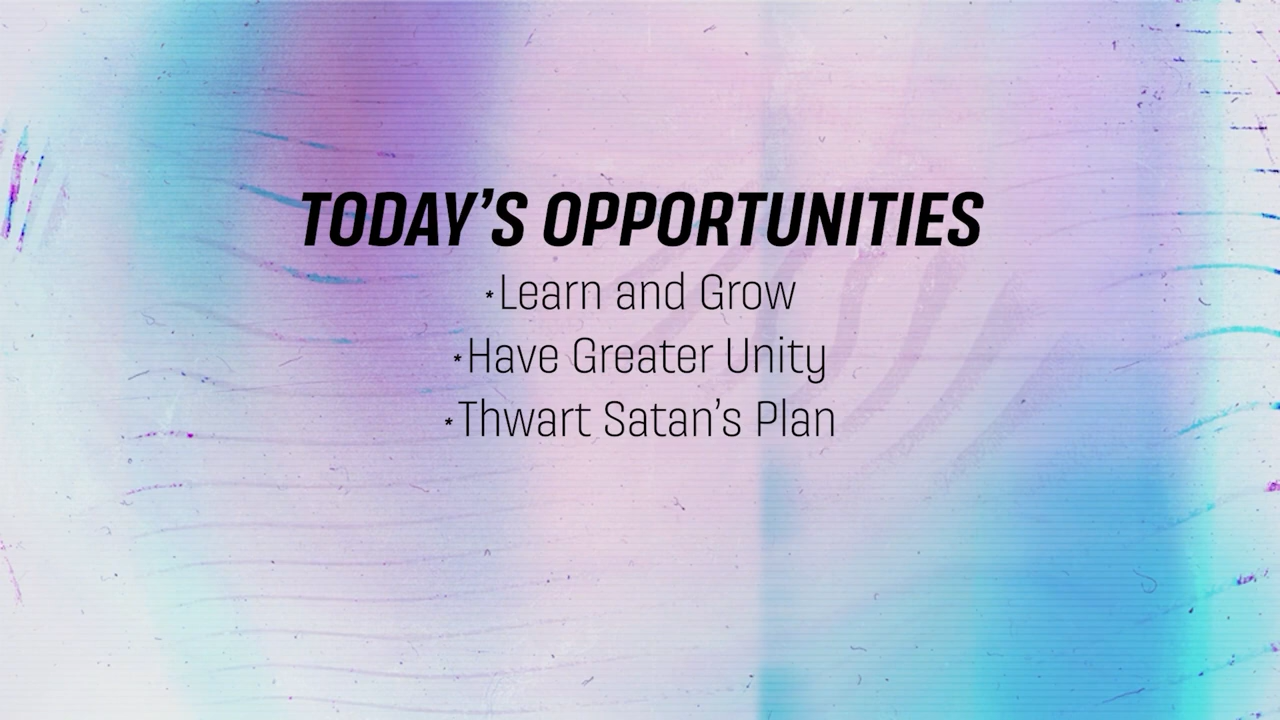 TODAY’S OPPORTUNITIES
*Learn and Grow
*Have Greater Unity
*Thwart Satan’s Plan